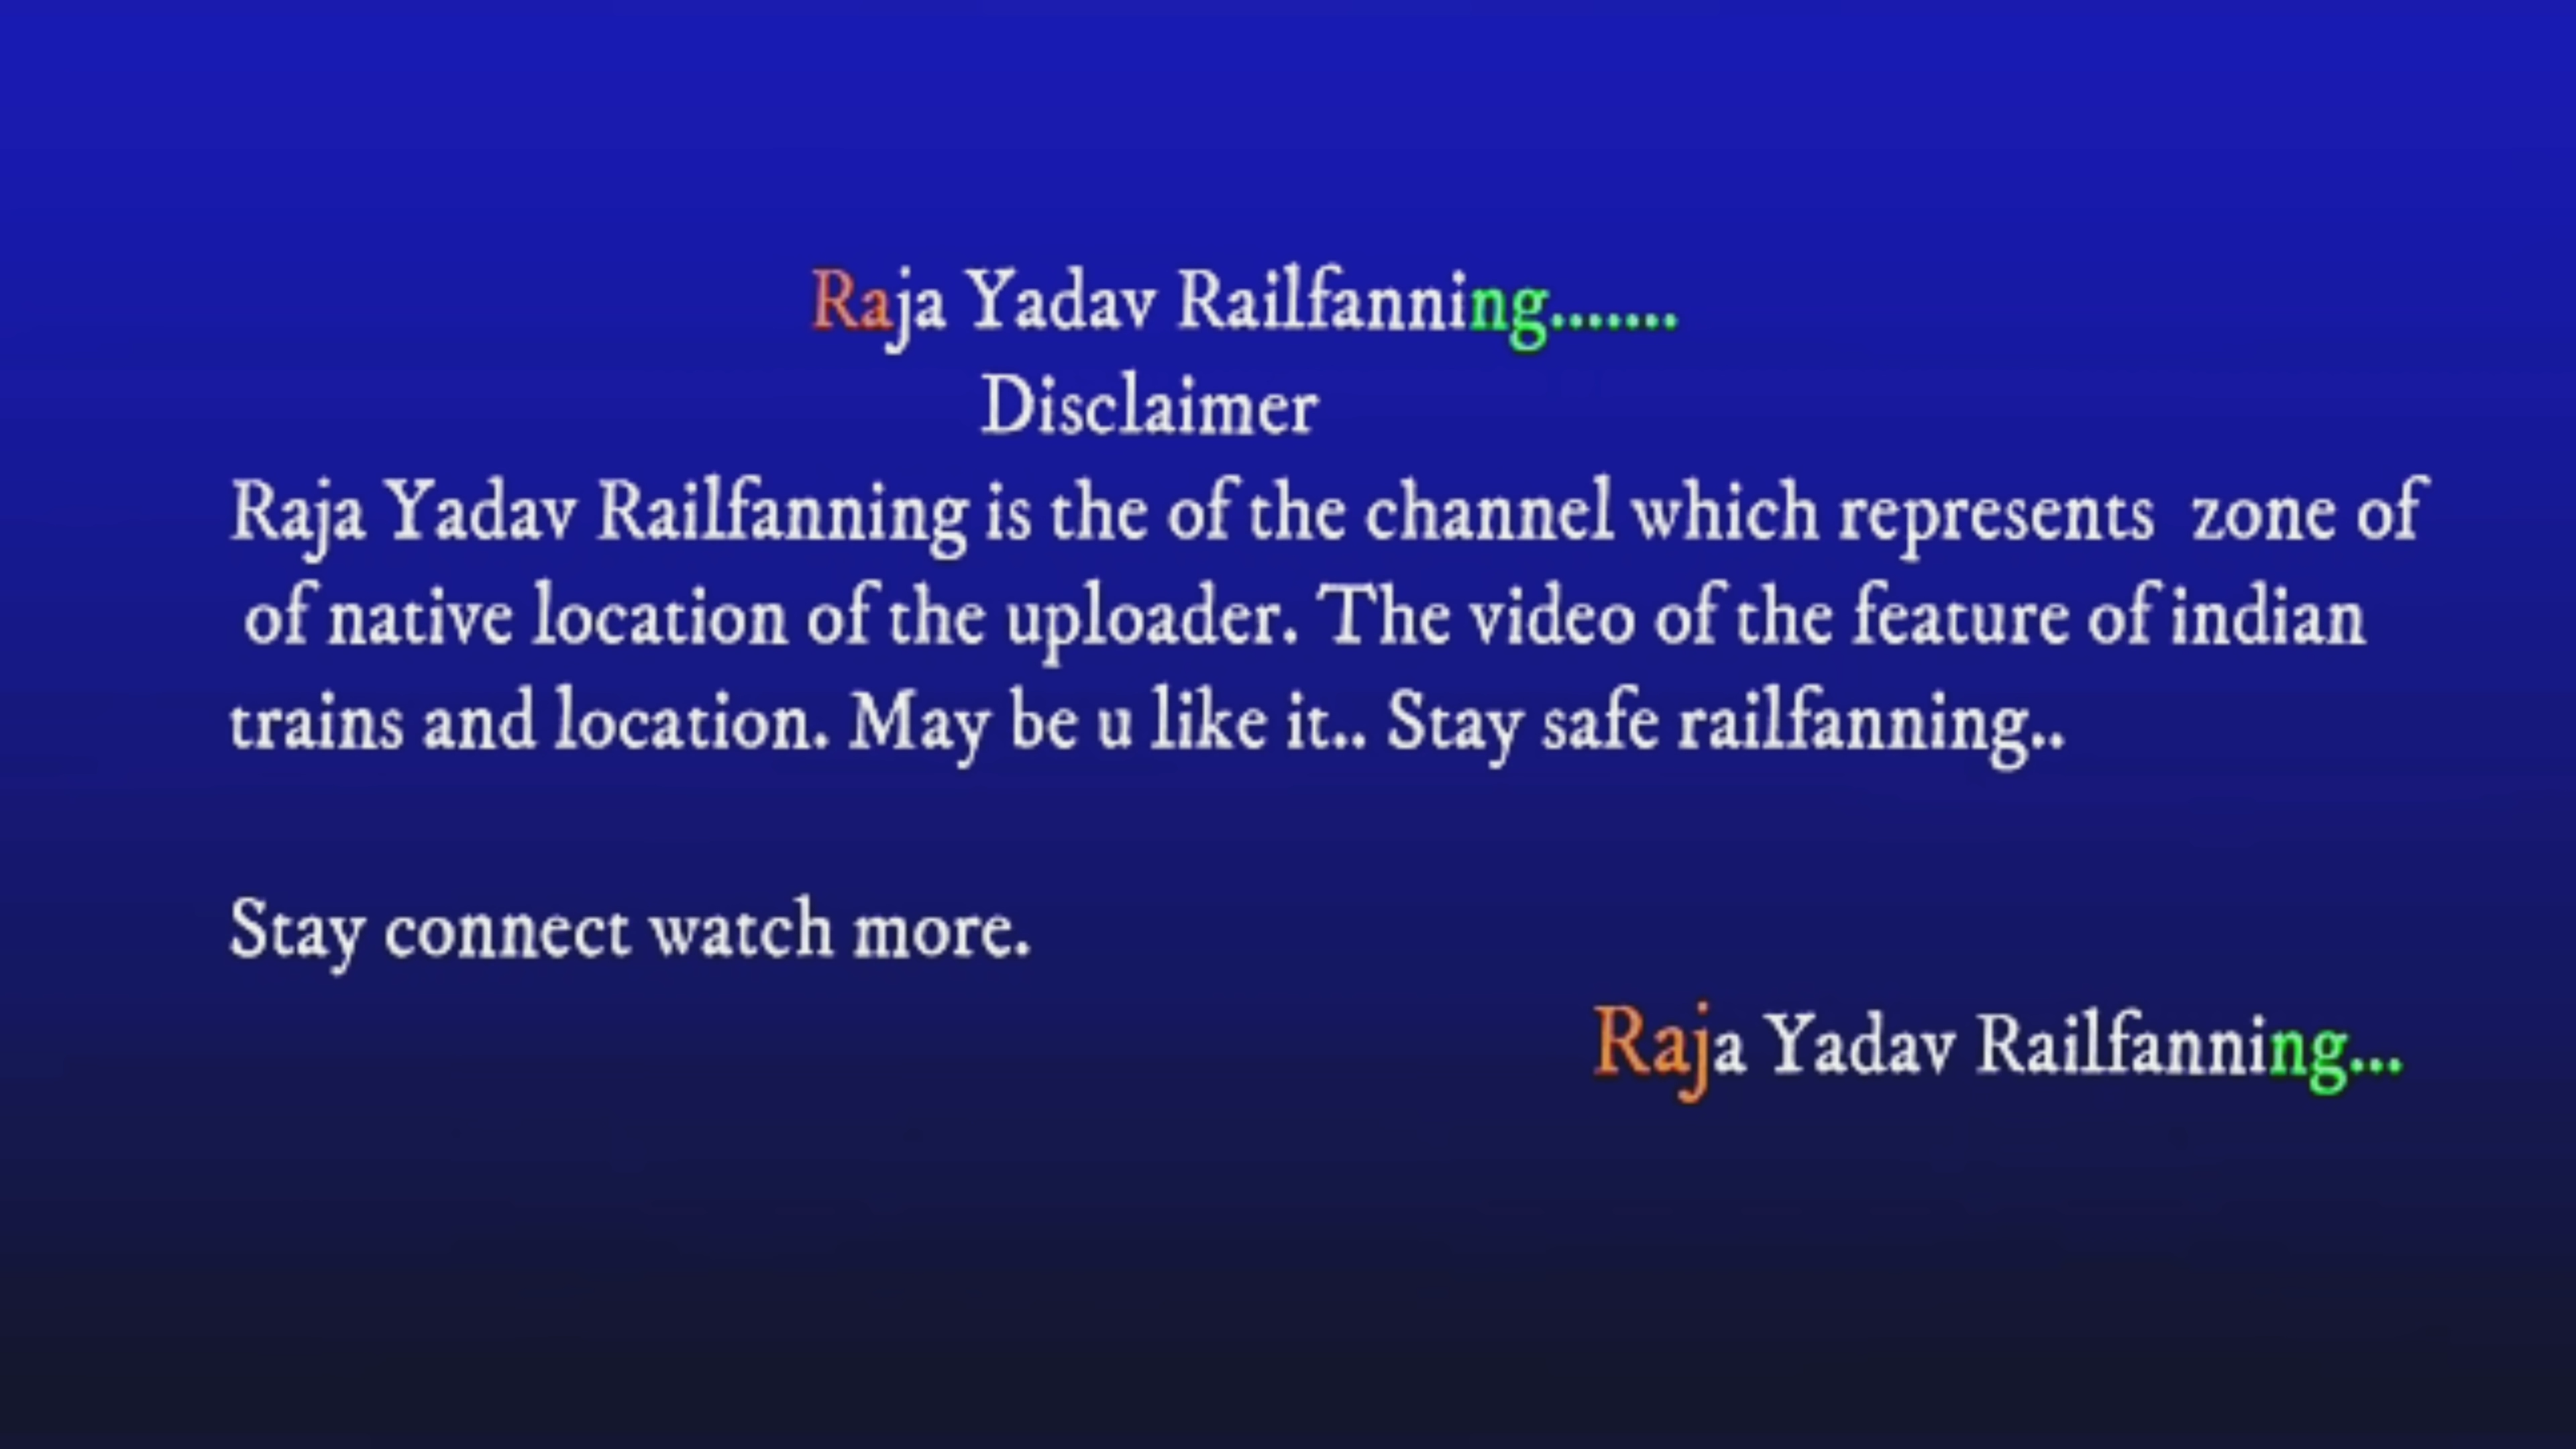 Raja Yadav Railfanning.......
Disclaimer
Raja Yadav Railfanning is the of the channel which represents  zone of
of native location of the uploader. The video of the feature of indian
trains and location. May be u like it.. Stay safe railfanning..
Stay connect watch more.
Raja Yadav Railfanning...